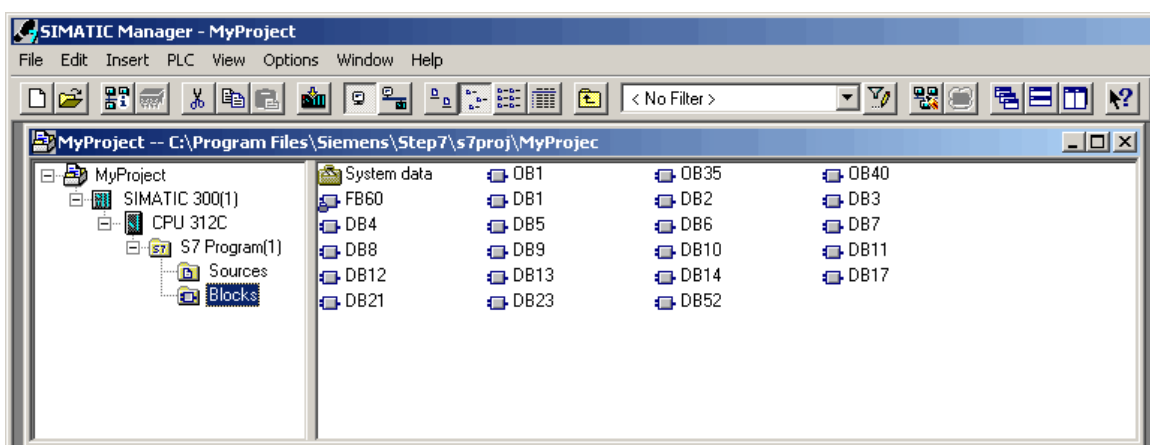 SIMATIC Manager - MyProject
File Edit Insert PLC View Options Window Help
< No Filter >
MyProject -- C:\Program Files\Siemens\Step7\s7proj\MyProjec
MyProject
SIMATIC 300(1)
CPU 312C
S7 Program(1)
Sources
Blocks
System data OB1 OB35 OB40
FB60 DB1 DB2 DB3
DB4 DB5 DB6 DB7
DB8 DB9 DB10 DB11
DB12 DB13 DB14 DB17
DB21 DB23 DB52